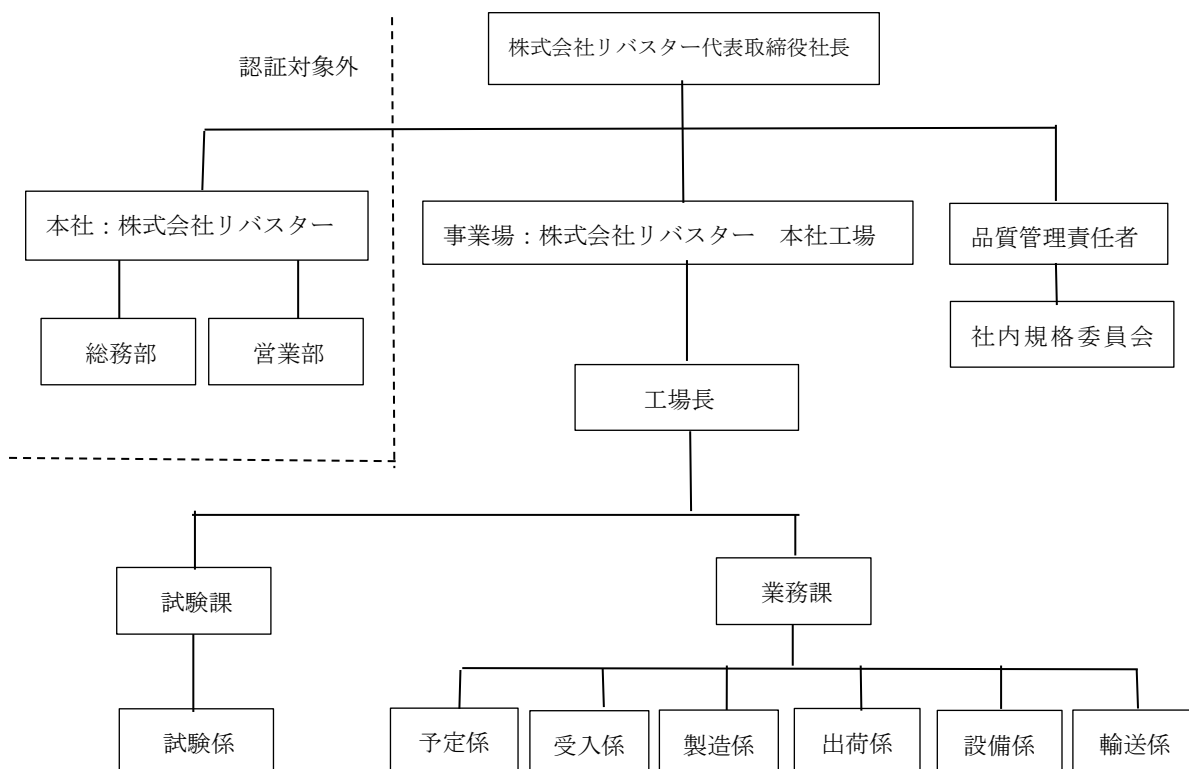 株式会社リバスター代表取締役社長
認証対象外
本社：株式会社リバスター
事業場：株式会社リバスター　本社工場
品質管理責任者
総務部
営業部
社内規格委員会
工場長
試験課
業務課
試験係
予定係
受入係
製造係
出荷係
設備係
輸送係